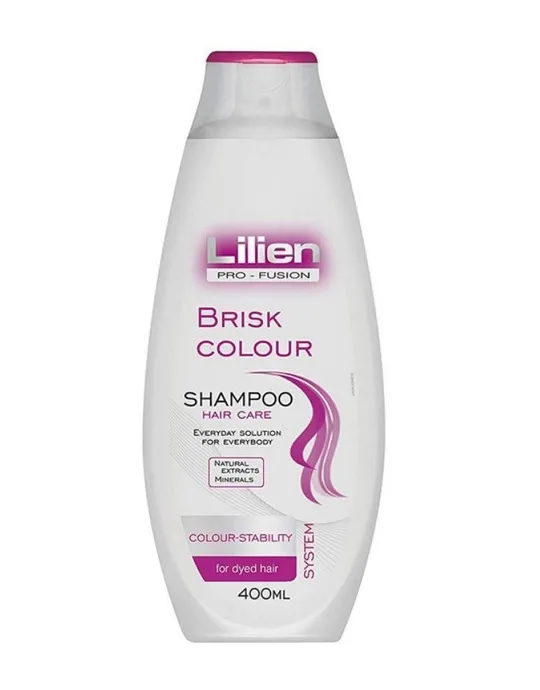 Lilien
PRO - FUSION
BRISK
COLOUR
SHAMPOO
HAIR CARE
EVERYDAY SOLUTION
FOR EVERYBODY
NATURAL
EXTRACTS
MINERALS
COLOUR-STABILITY
SYSTEM
for dyed hair
400ML